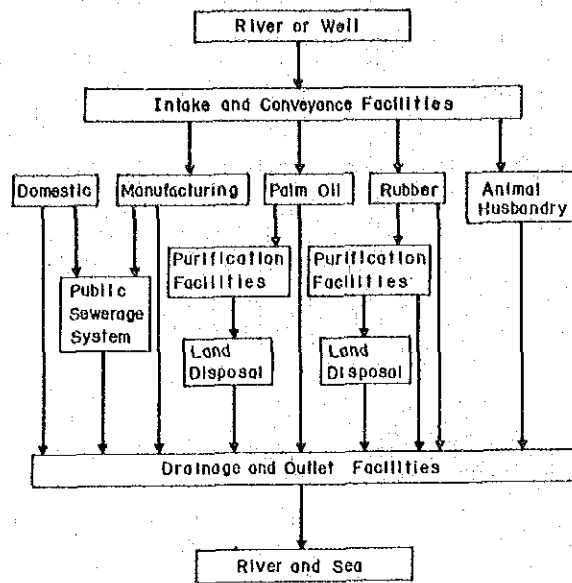 River or Well
Intake and Conveyance Facilities
Domestic
Manufacturing
Palm Oil
Rubber
Animal
Husbandry
Purification
Facilities
Purification
Facilities
Public
Sewerage
System
Land
Disposal
Land
Disposal
Drainage and Outlet Facilities
River and Sea